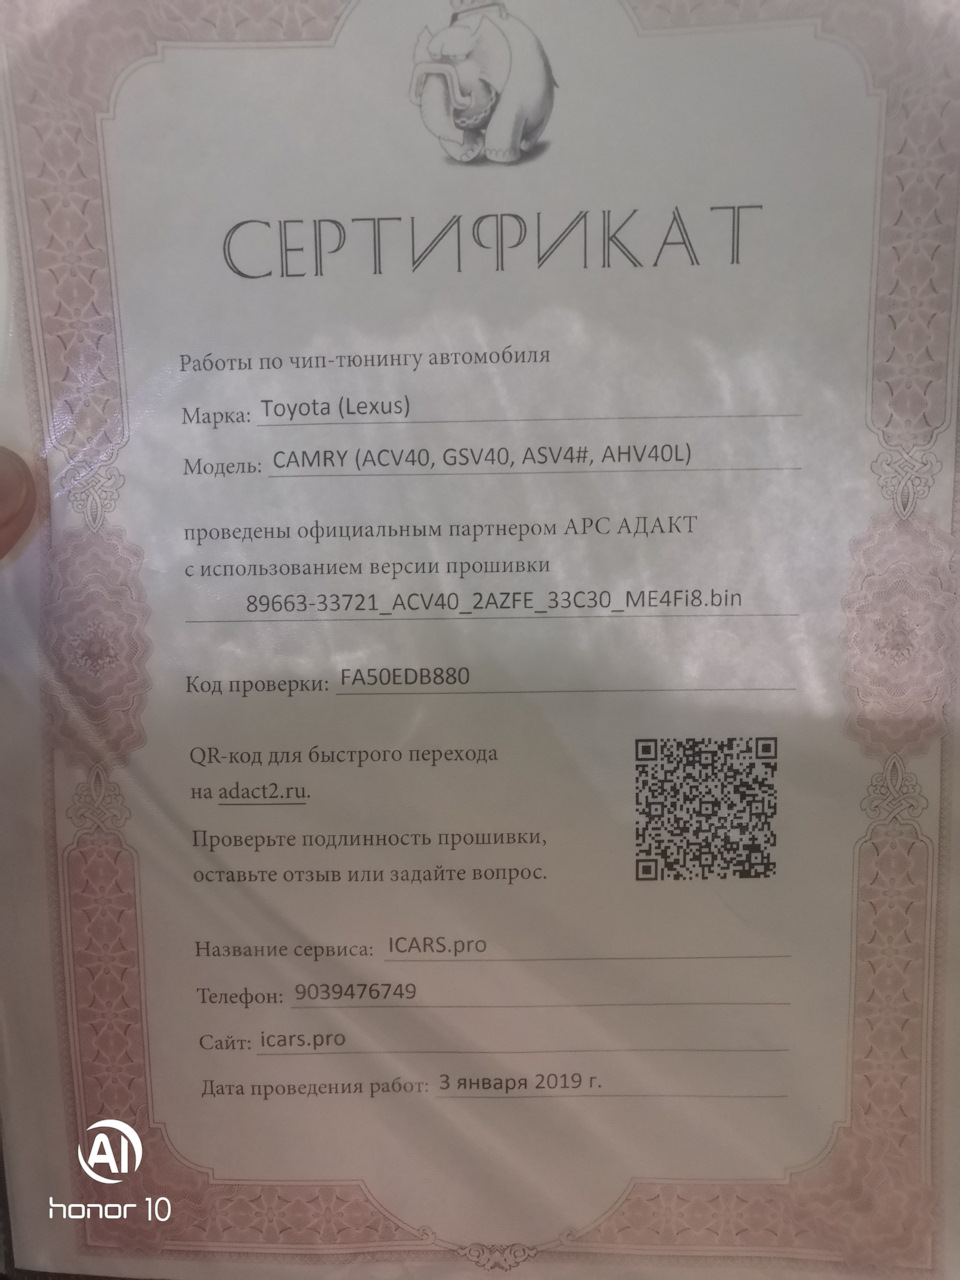 СЕРТИФИКАТ
Работы по чип-тюнингу автомобиля
Марка: Toyota (Lexus)
Модель: CAMRY (ACV40, GSV40, ASV4#, AHV40L)
проведены официальным партнером АРС АДАКТ
с использованием версии прошивки
89663-33721_ACV40_2AZFE_33C30_ME4Fi8.bin
Код проверки: FA50EDB880
QR-код для быстрого перехода
на adact2.ru.
Проверьте подлинность прошивки,
оставьте отзыв или задайте вопрос.
Название сервиса: ICARS.pro
Телефон: 9039476749
Сайт: icars.pro
Дата проведения работ: 3 января 2019 г.
AI
honor 10